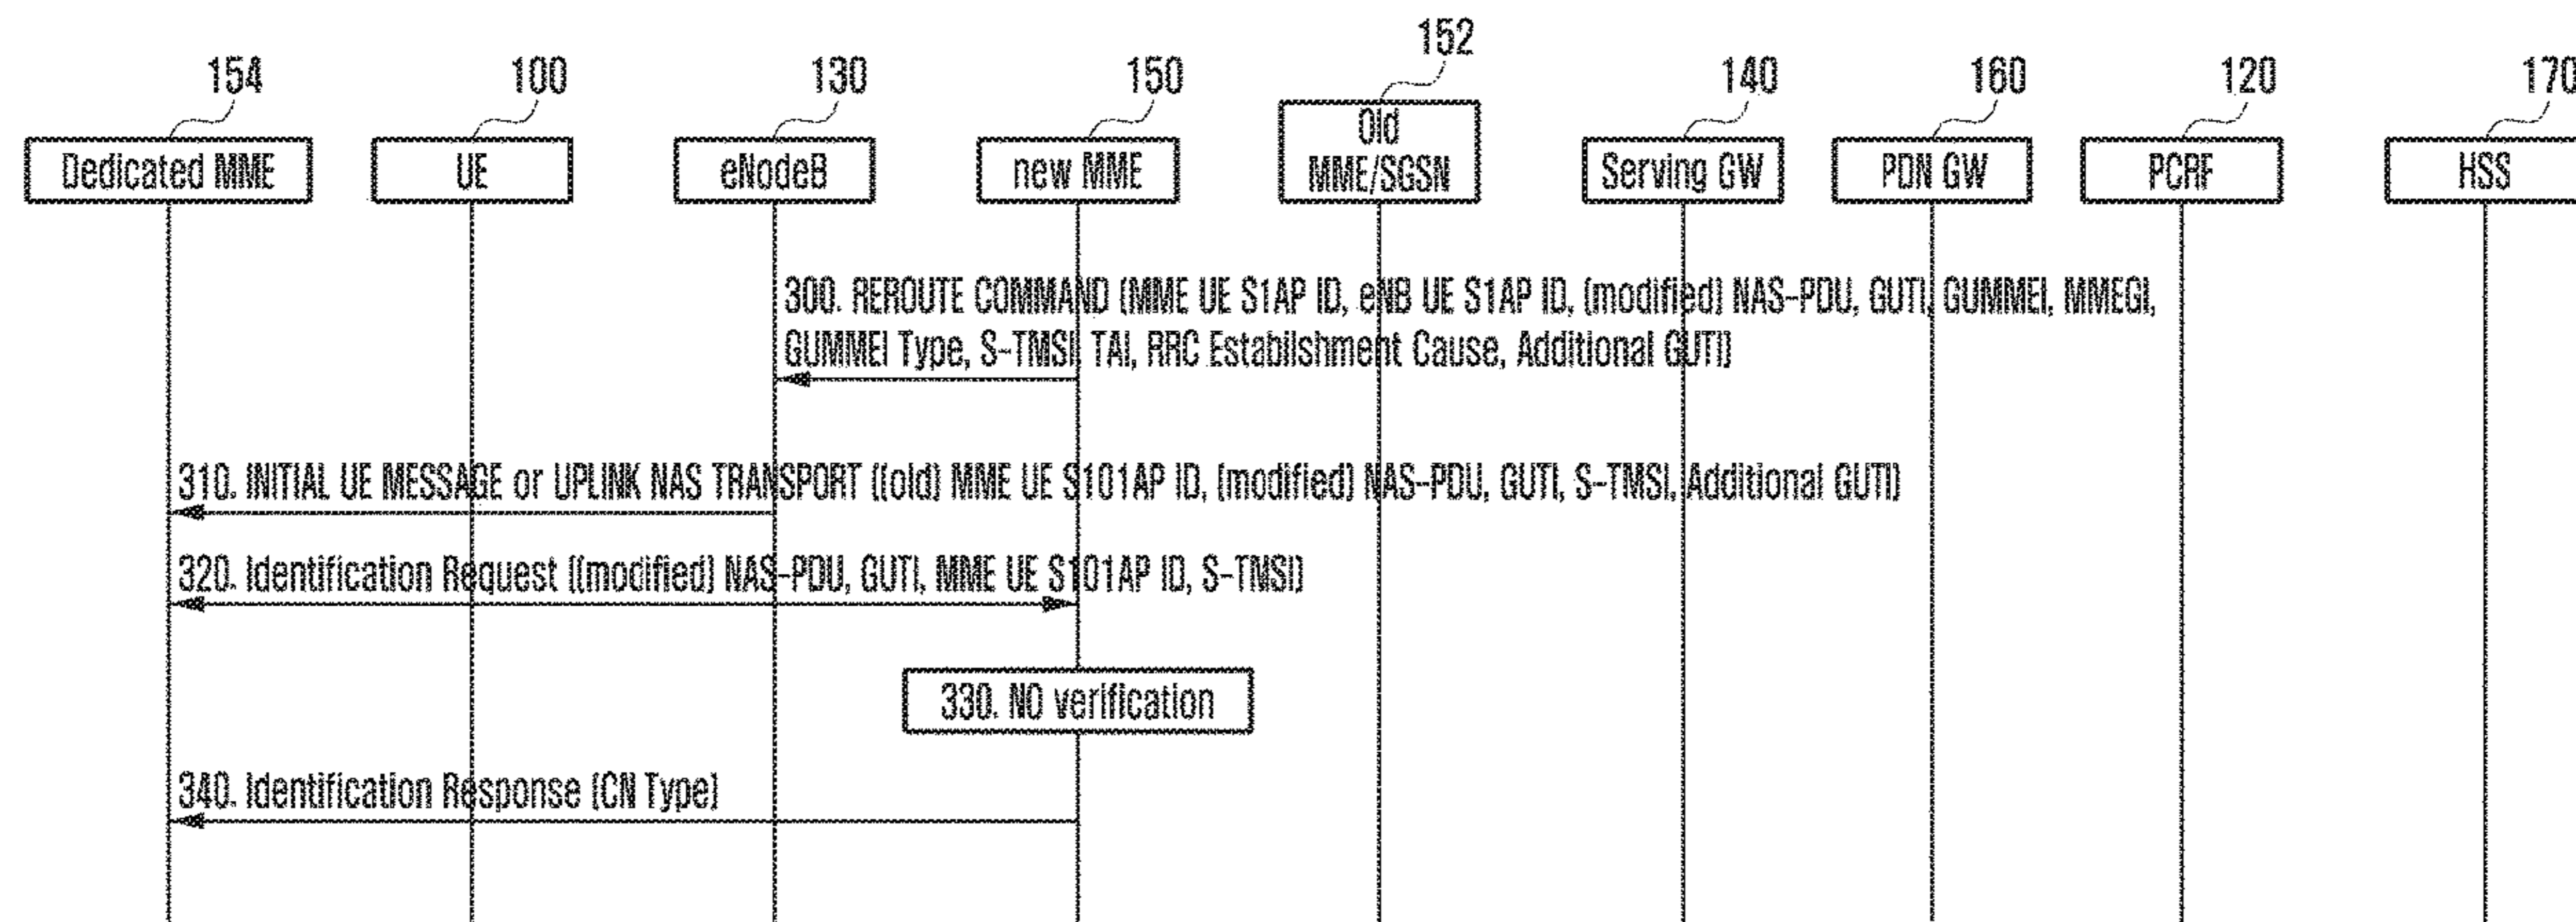 152
154 100 130 150 140 160 120 170
Old
Dedicated MME UE eNodeB new MME MME/SGSN Serving GW PDN GW PCRF HSS
300. REROUTE COMMAND (MME UE S1AP ID, eNB UE S1AP ID, (modified) NAS-PDU, GUTI, GUMMEI, MMEGI,
GUMMEI Type, S-TMSI TAI, RRC Establishment Cause, Additional GUTI)
310. INITIAL UE MESSAGE or UPLINK NAS TRANSPORT ((old) MME UE S101AP ID, (modified) NAS-PDU, GUTI, S-TMSI, Additional GUTI)
320. Identification Request ((modified) NAS-PDU, GUTI, MME UE S101AP ID, S-TMSI)
330. NO verification
340. Identification Response (CN Type)